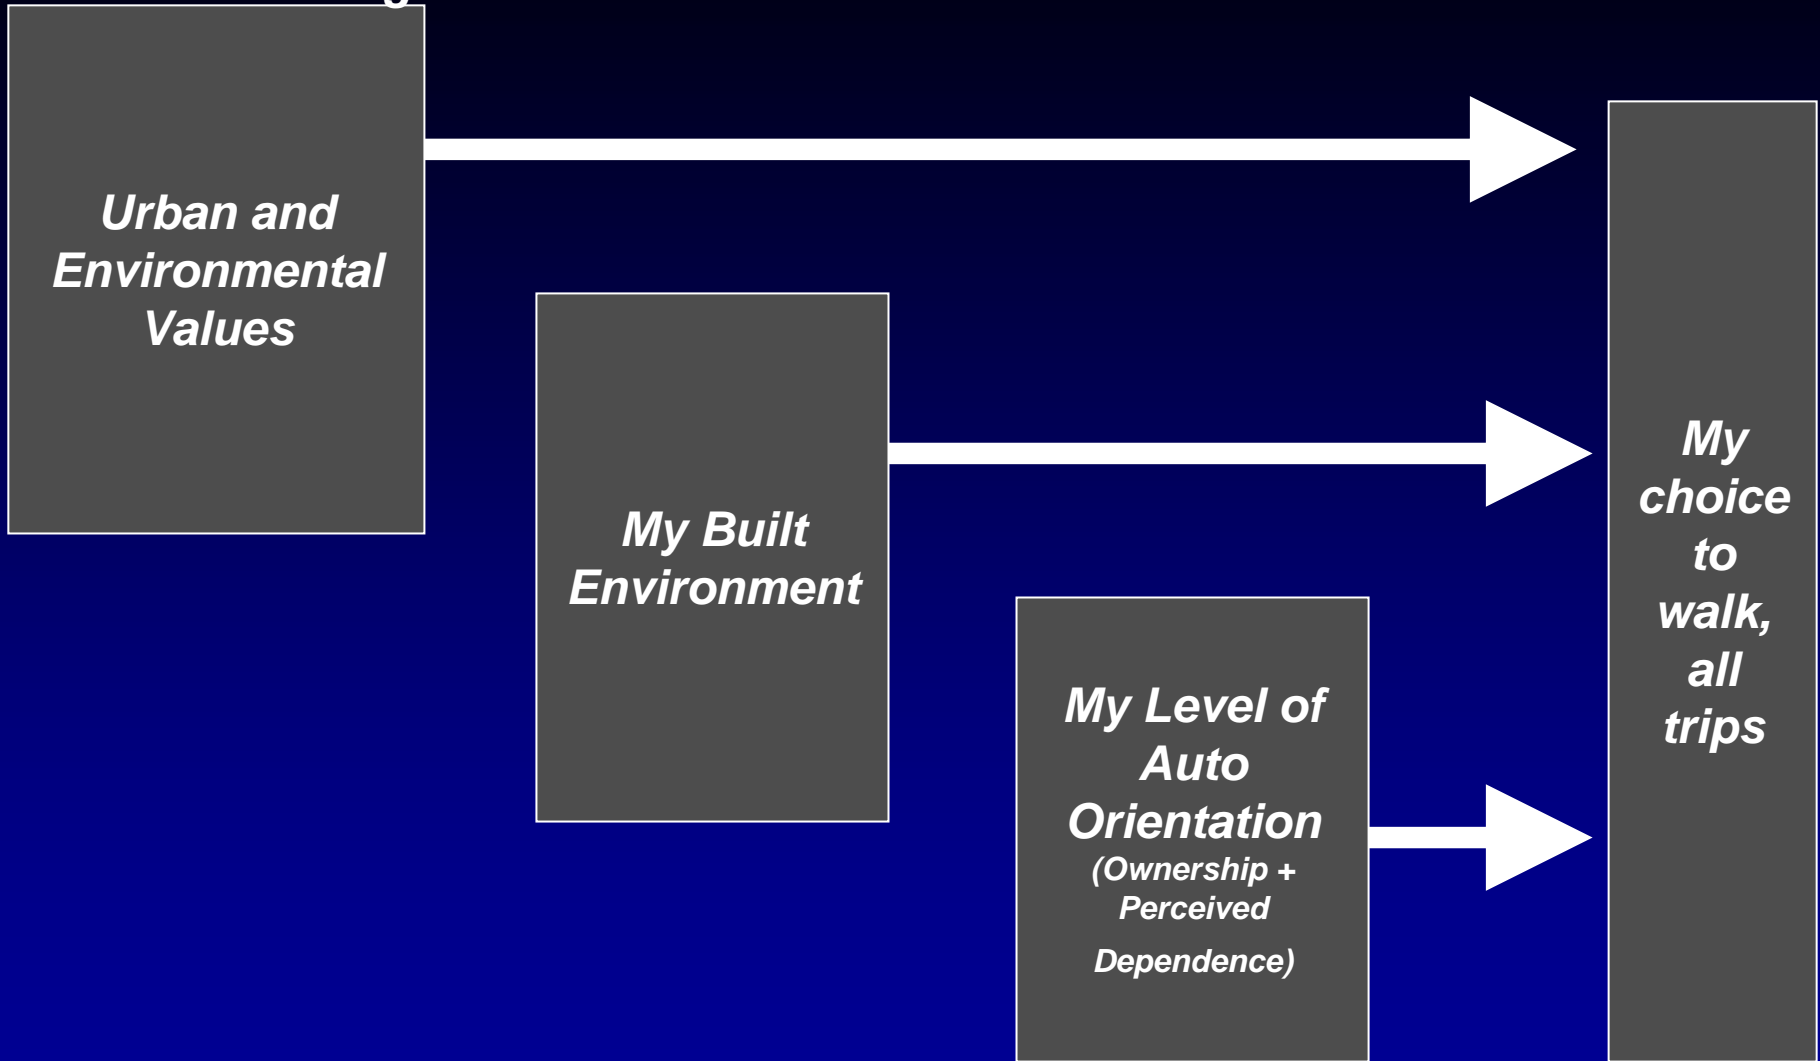 Urban and
Environmental
Values
My Built
Environment
My Level of
Auto
Orientation
(Ownership +
Perceived
Dependence)
My
choice
to
walk,
all
trips